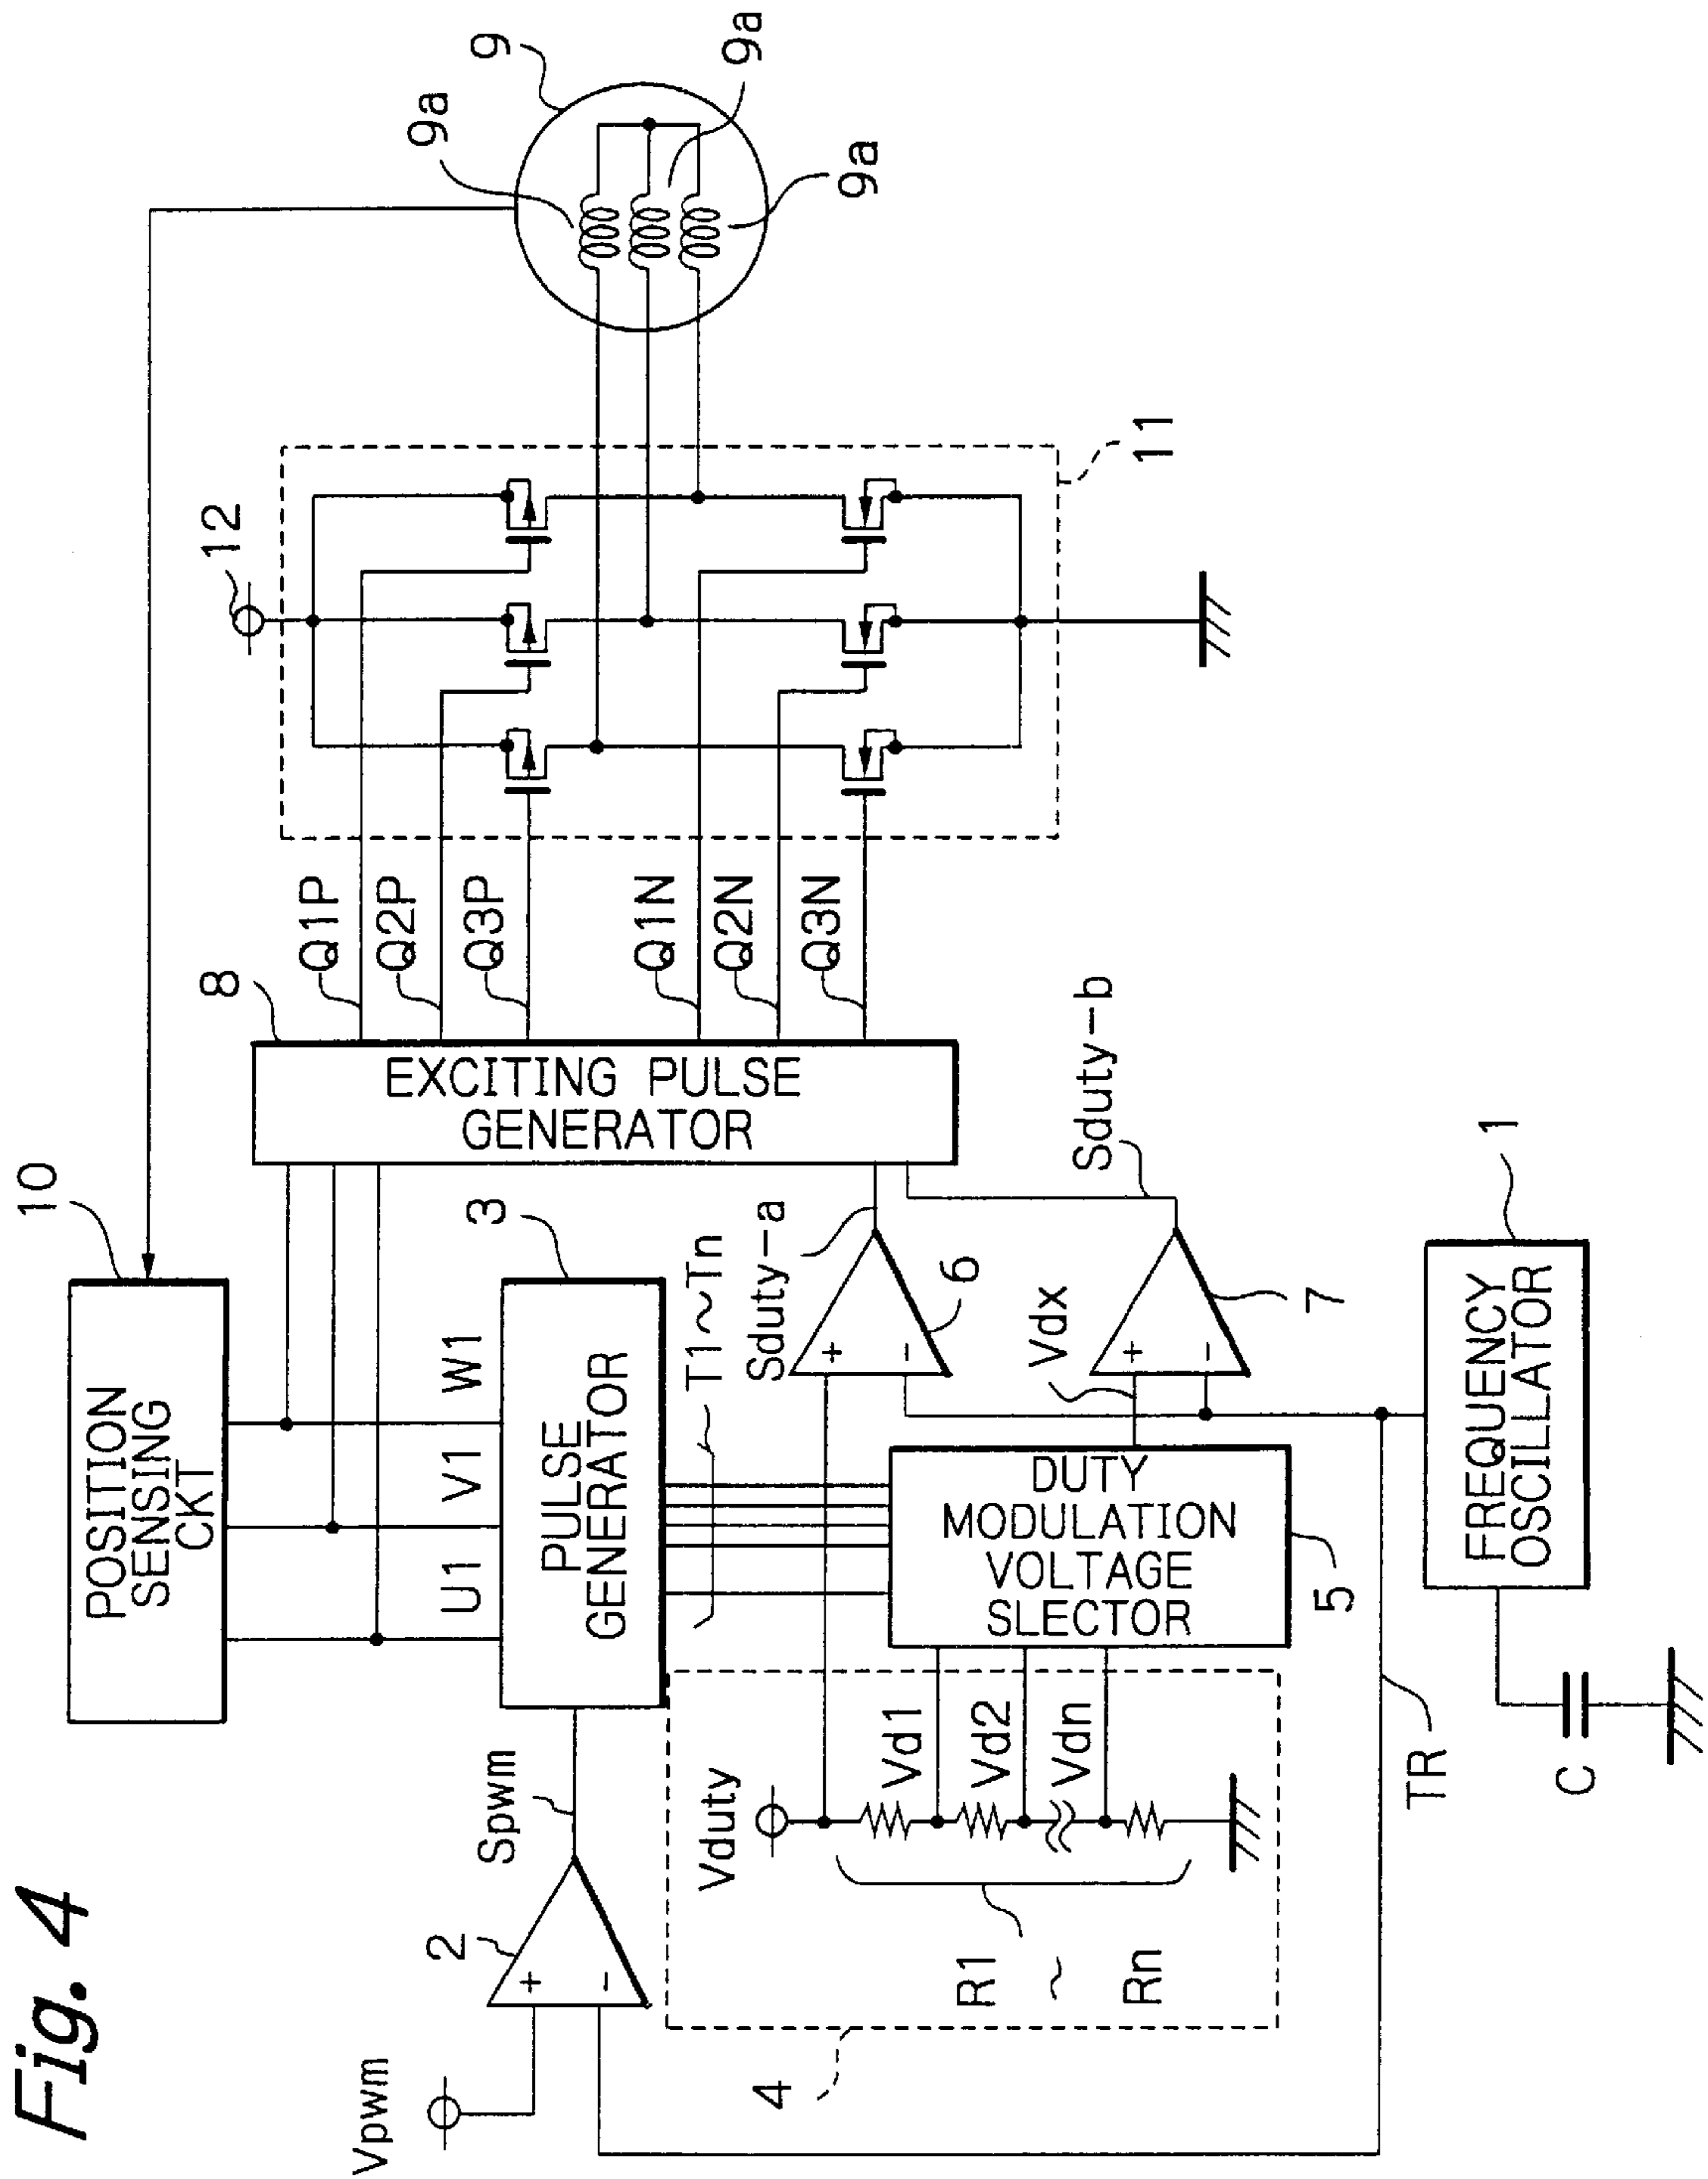 Fig. 4
10
POSITION
SENSING
CKT
U1
V1
W1
3
PULSE
GENERATOR
Vpwm
2
+
−
Spwm
T1~Tn
8
EXCITING PULSE
GENERATOR
Q1P
Q2P
Q3P
Q1N
Q2N
Q3N
12
11
9
9a
9a
9a
4
Vduty
Vd1
Vd2
Vdn
R1
~
Rn
DUTY
MODULATION
VOLTAGE
SLECTOR
5
Sduty-a
+
−
6
Vdx
+
−
7
Sduty-b
TR
1
FREQUENCY
OSCILLATOR
C